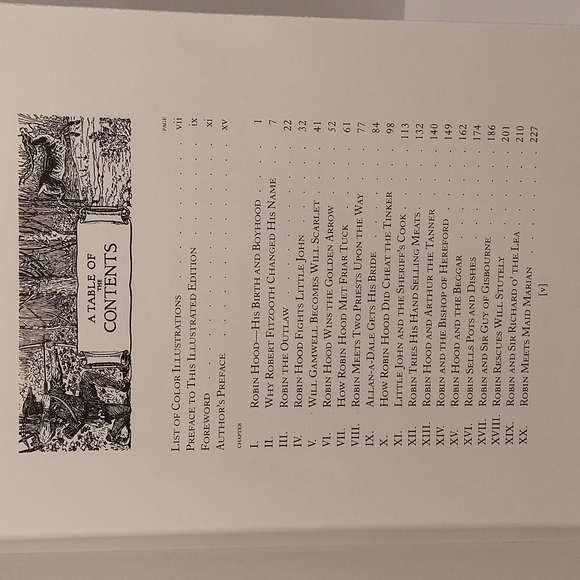 A TABLE OF
THE
CONTENTS
PAGE
LIST OF COLOR ILLUSTRATIONS . . . . . . . vii
PREFACE TO THIS ILLUSTRATED EDITION . . . . . ix
FOREWORD . . . . . . . . . . . xi
AUTHOR'S PREFACE . . . . . . . . . . xv
CHAPTER
I. ROBIN HOOD—HIS BIRTH AND BOYHOOD . . . . 1
II. WHY ROBERT FITZOOTH CHANGED HIS NAME . . . 7
III. ROBIN THE OUTLAW . . . . . . . . 22
IV. ROBIN HOOD FIGHTS LITTLE JOHN . . . . . 32
V. WILL GAMWELL BECOMES WILL SCARLET . . . . 41
VI. ROBIN HOOD WINS THE GOLDEN ARROW . . . . 52
VII. HOW ROBIN HOOD MET FRIAR TUCK . . . . . 61
VIII. ROBIN MEETS TWO PRIESTS UPON THE WAY . . . 77
IX. ALLAN-A-DALE GETS HIS BRIDE . . . . . 84
X. HOW ROBIN HOOD DID CHEAT THE TINKER . . . 98
XI. LITTLE JOHN AND THE SHERIFF'S COOK . . . . 113
XII. ROBIN TRIES HIS HAND SELLING MEATS . . . . 132
XIII. ROBIN HOOD AND ARTHUR THE TANNER . . . . 140
XIV. ROBIN AND THE BISHOP OF HEREFORD . . . . 149
XV. ROBIN HOOD AND THE BEGGAR . . . . . . 162
XVI. ROBIN SELLS POTS AND DISHES . . . . . 174
XVII. ROBIN AND SIR GUY OF GISBOURNE . . . . . 186
XVIII. ROBIN RESCUES WILL STUTELY . . . . . 201
XIX. ROBIN AND SIR RICHARD O' THE LEA . . . . 210
XX. ROBIN MEETS MAID MARIAN . . . . . . 227
[v]